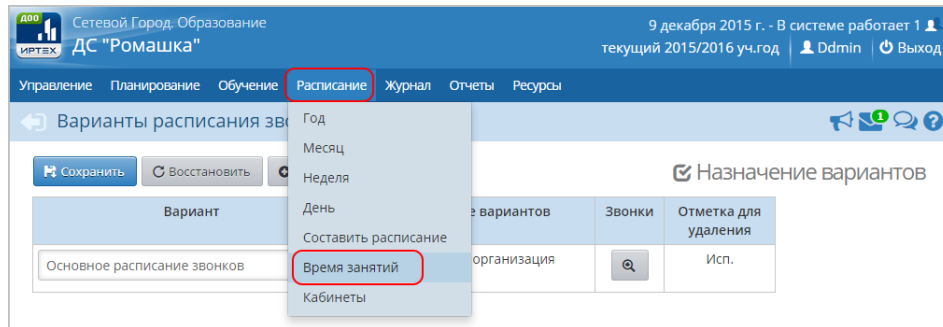 ДОО
ИРТЕХ
Сетевой Город. Образование
ДС "Ромашка"
9 декабря 2015 г. - В системе работает 1
текущий 2015/2016 уч.год Ddmin Выход
Управление Планирование Обучение Расписание Журнал Отчеты Ресурсы
Варианты расписания зво
1
Сохранить Восстановить
Назначение вариантов
Год
Месяц
Неделя
День
Составить расписание
Время занятий
Кабинеты
Вариант е вариантов Звонки Отметка для
удаления
Основное расписание звонков организация Исп.